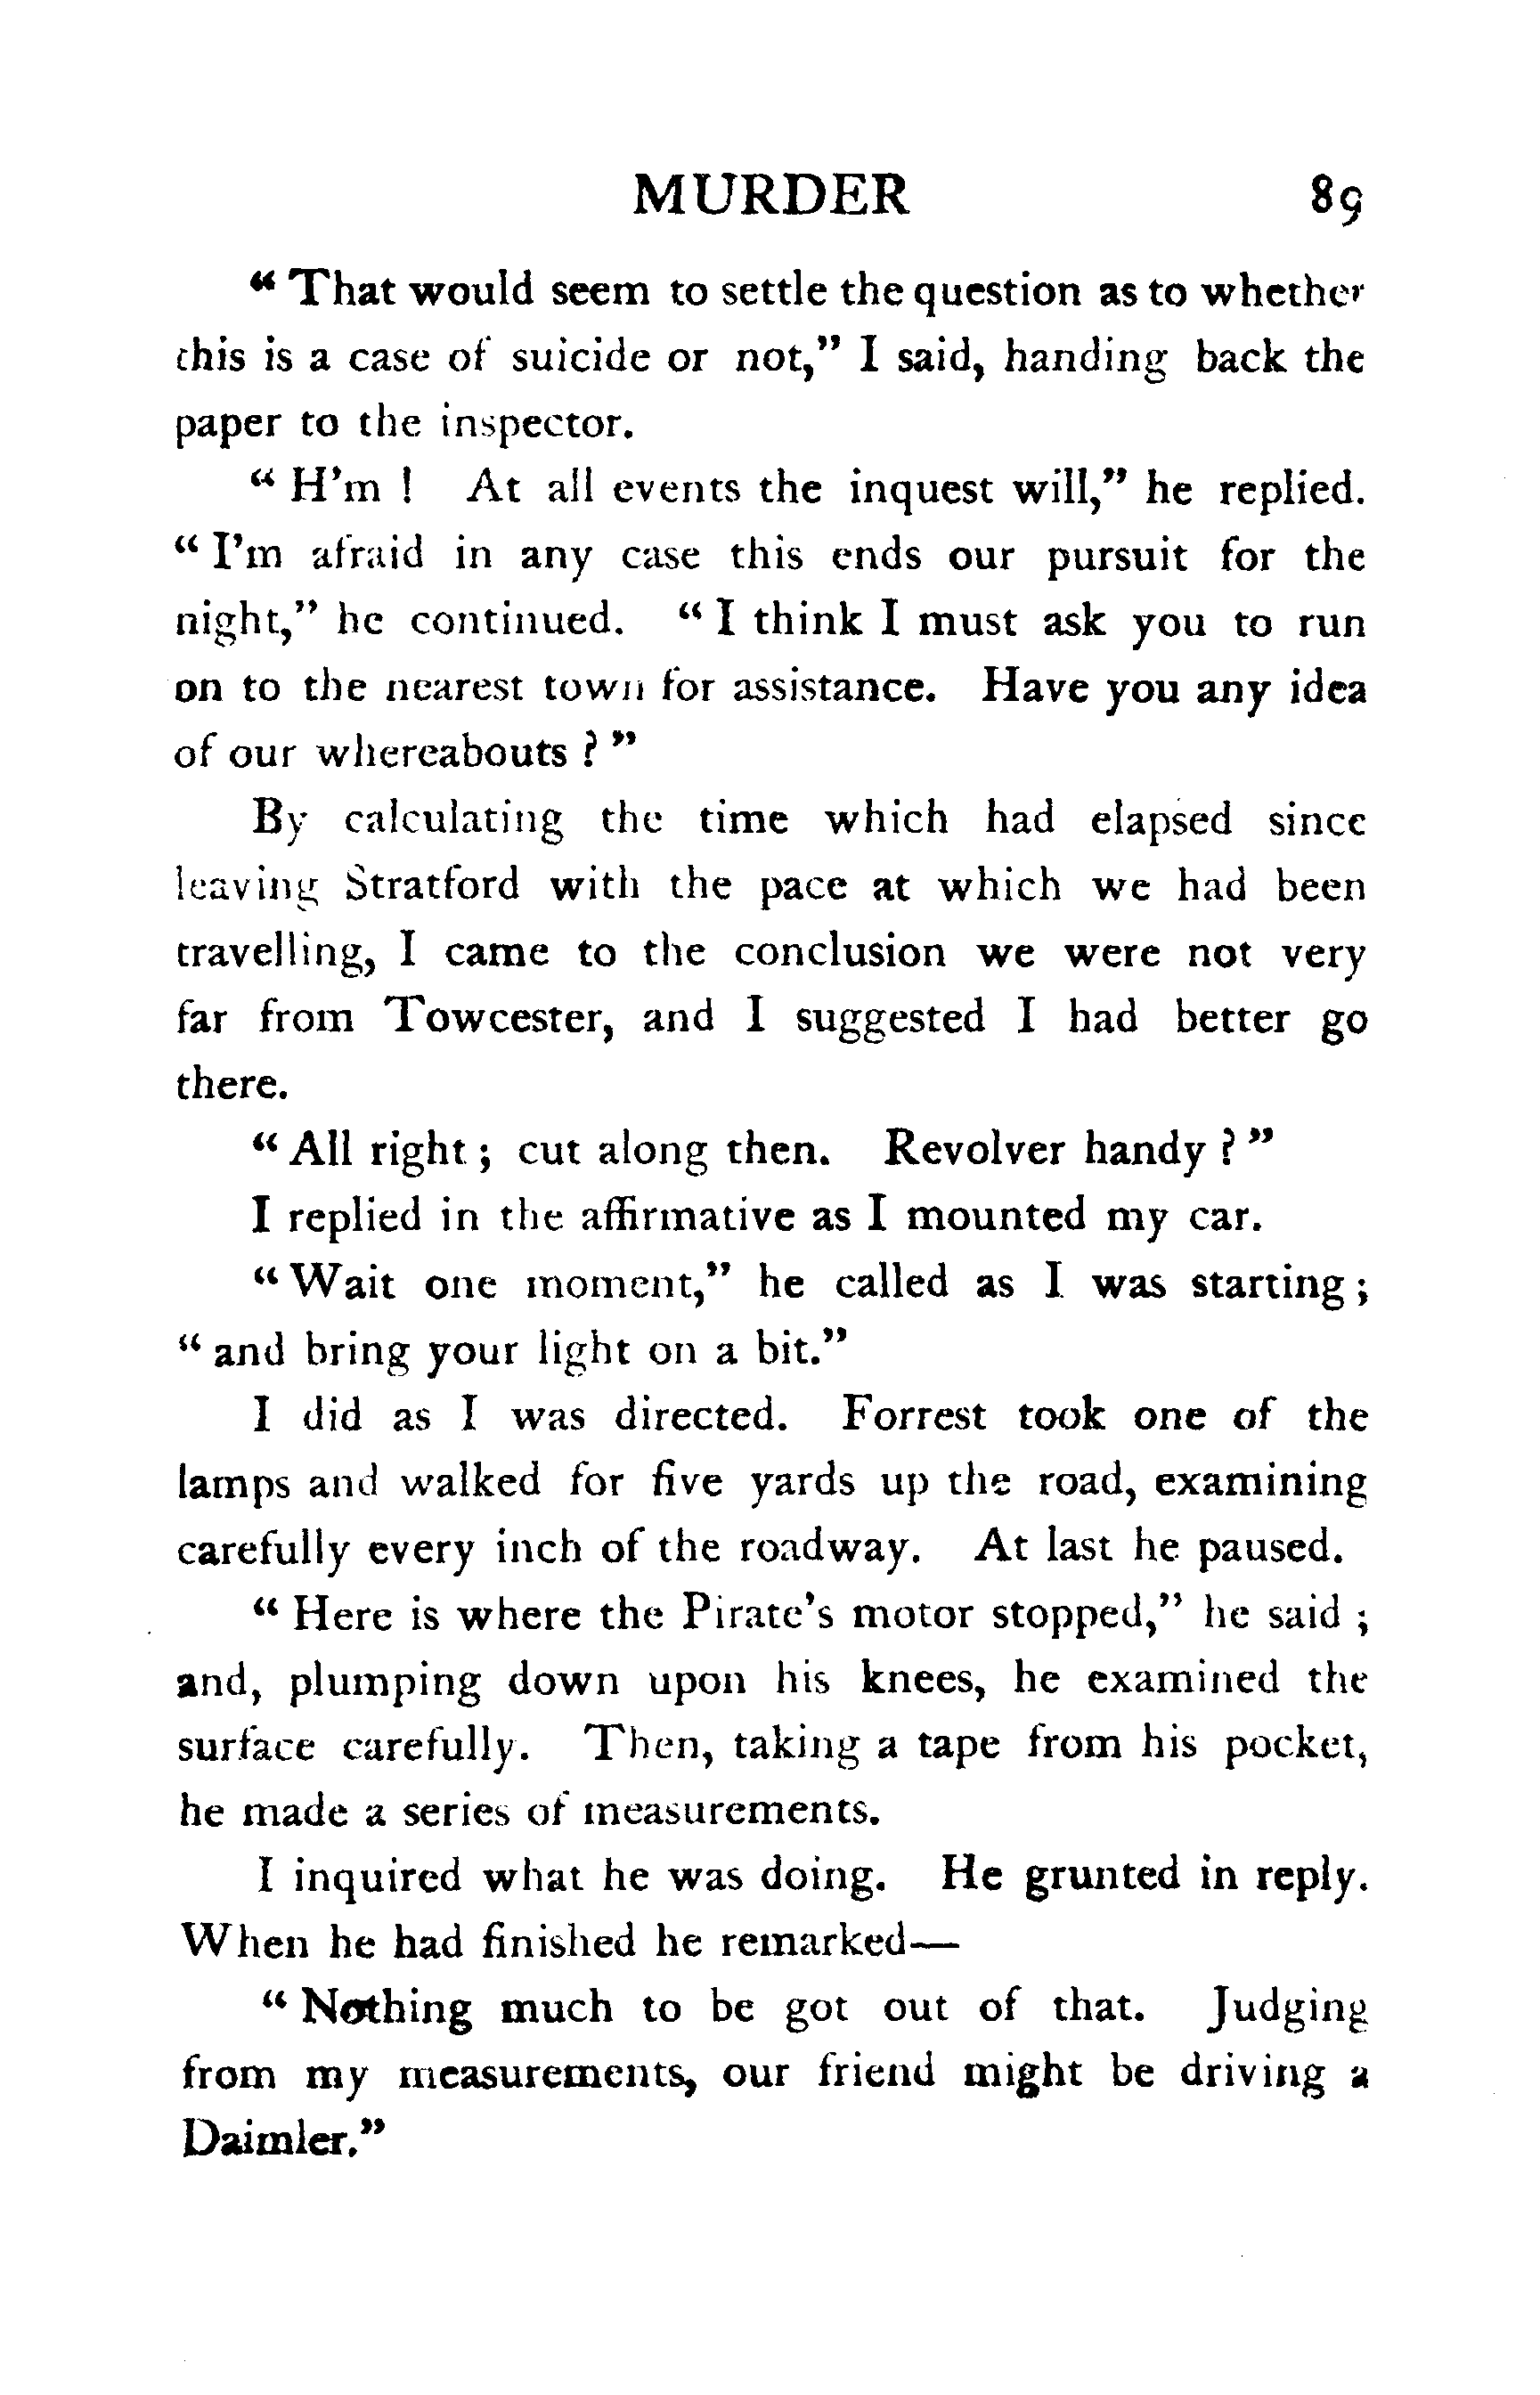 MURDER 89
“ That would seem to settle the question as to whether
this is a case of suicide or not,” I said, handing back the
paper to the inspector.
“ H’m ! At all events the inquest will,” he replied.
“ I’m afraid in any case this ends our pursuit for the
night,” he continued. “ I think I must ask you to run
on to the nearest town for assistance. Have you any idea
of our whereabouts ? ”
By calculating the time which had elapsed since
leaving Stratford with the pace at which we had been
travelling, I came to the conclusion we were not very
far from Towcester, and I suggested I had better go
there.
“ All right ; cut along then. Revolver handy ? ”
I replied in the affirmative as I mounted my car.
“ Wait one moment,” he called as I was starting ;
“ and bring your light on a bit.”
I did as I was directed. Forrest took one of the
lamps and walked for five yards up the road, examining
carefully every inch of the roadway. At last he paused.
“ Here is where the Pirate’s motor stopped,” he said ;
and, plumping down upon his knees, he examined the
surface carefully. Then, taking a tape from his pocket,
he made a series of measurements.
I inquired what he was doing. He grunted in reply.
When he had finished he remarked—
“ Nothing much to be got out of that. Judging
from my measurements, our friend might be driving a
Daimler.”